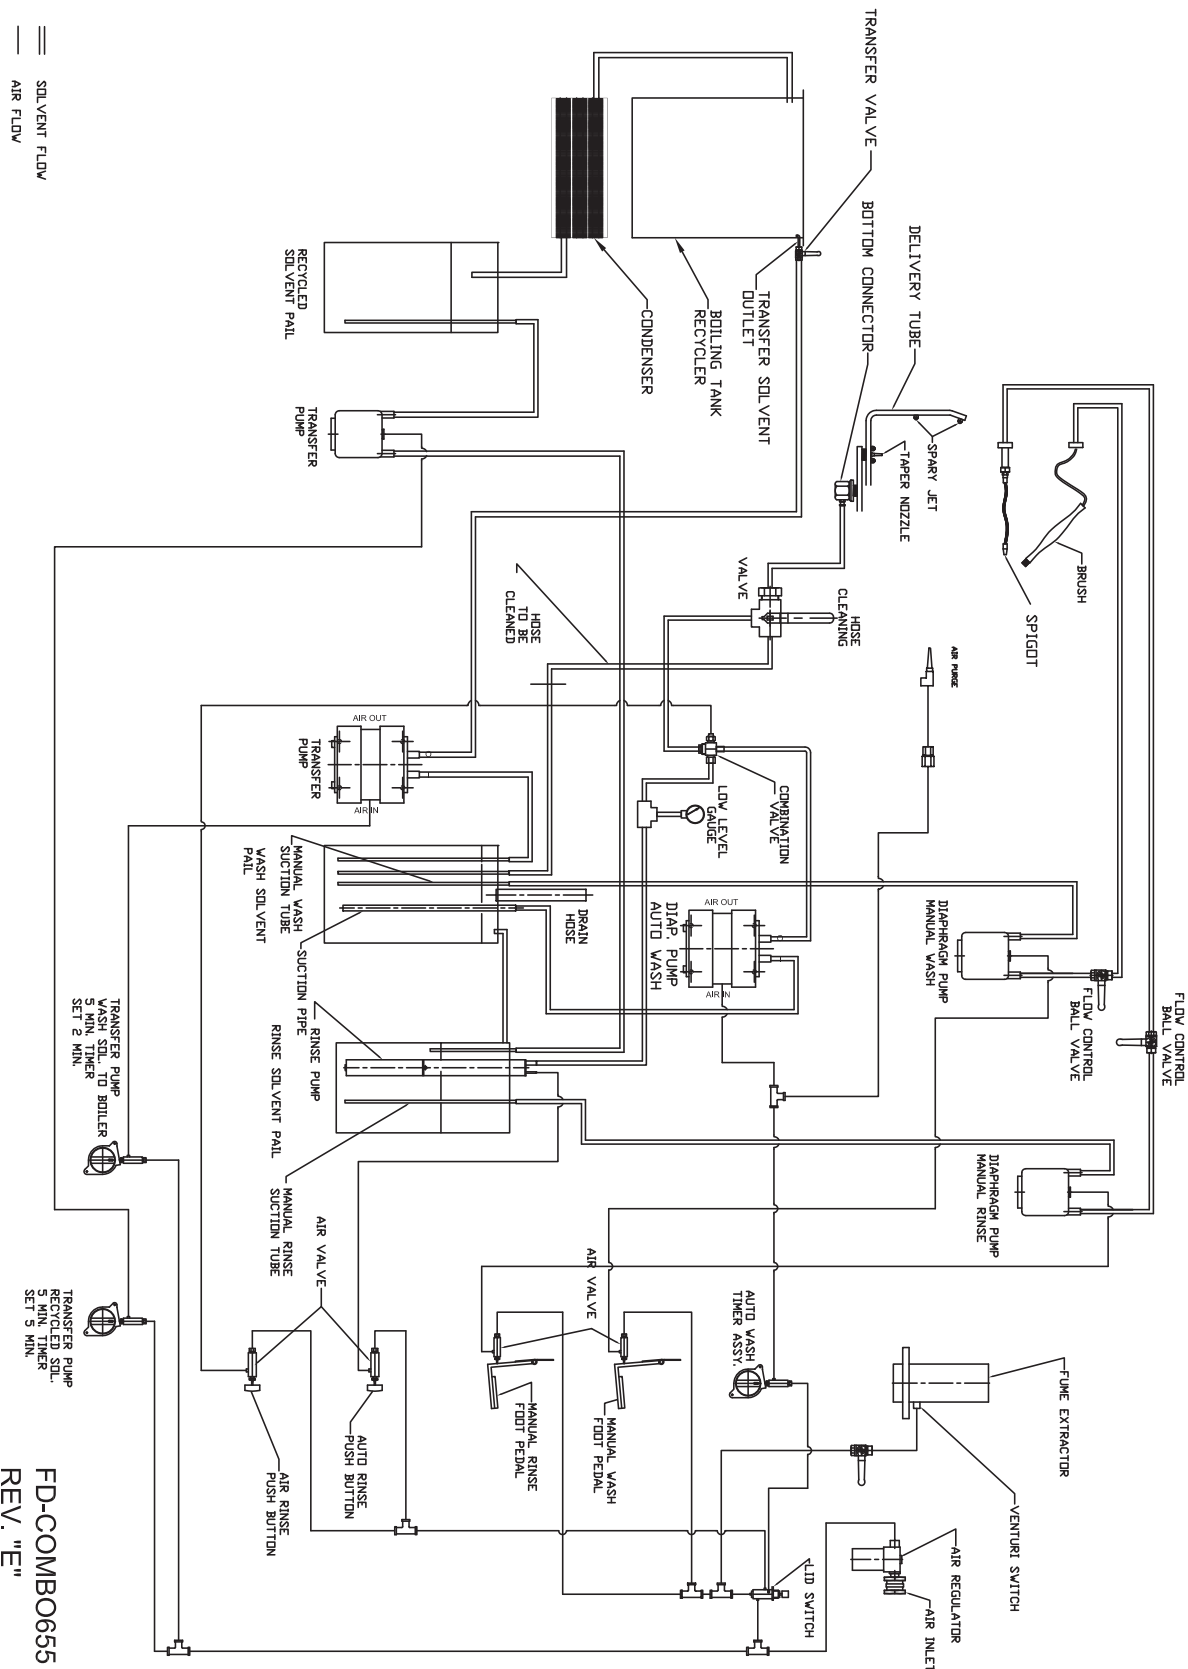 FLOW CONTROL
BALL VALVE
FLOW CONTROL
BALL VALVE
DIAPHRAGM PUMP
MANUAL WASH
DIAPHRAGM PUMP
MANUAL RINSE
FUME EXTRACTOR
VENTURI SWITCH
AIR REGULATOR
AIR INLET
LID SWITCH
BRUSH
SPIGOT
AIR PURGE
DELIVERY TUBE
SPARY JET
TAPER NOZZLE
BOTTOM CONNECTOR
TRANSFER VALVE
TRANSFER SOLVENT
OUTLET
BOILING TANK
RECYCLER
CONDENSER
HOSE
CLEANING
VALVE
HOSE
TO BE
CLEANED
COMBINATION
VALVE
LOW LEVEL
GAUGE
AIR OUT
AIR IN
DIAP. PUMP
AUTO WASH
AUTO WASH
TIMER ASSY.
AIR VALVE
MANUAL WASH
FOOT PEDAL
MANUAL RINSE
FOOT PEDAL
DRAIN
HOSE
RECYCLED
SOLVENT PAIL
TRANSFER
PUMP
AIR OUT
AIR IN
TRANSFER
PUMP
MANUAL WASH
SUCTION TUBE
WASH SOLVENT
PAIL
SUCTION PIPE
RINSE PUMP
RINSE SOLVENT PAIL
MANUAL RINSE
SUCTION TUBE
AIR VALVE
AUTO RINSE
PUSH BUTTON
AIR RINSE
PUSH BUTTON
TRANSFER PUMP
WASH SOL. TO BOILER
5 MIN. TIMER
SET 2 MIN.
TRANSFER PUMP
RECYCLED SOL.
5 MIN. TIMER
SET 5 MIN.
SOLVENT FLOW
AIR FLOW
FD-COMBO655
REV. "E"